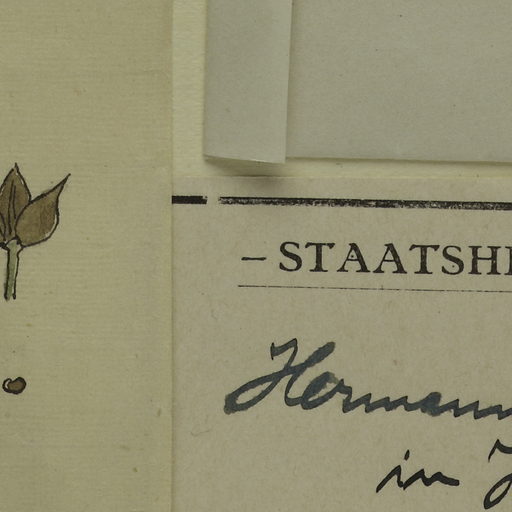 – STAATSHE
Hermann
in